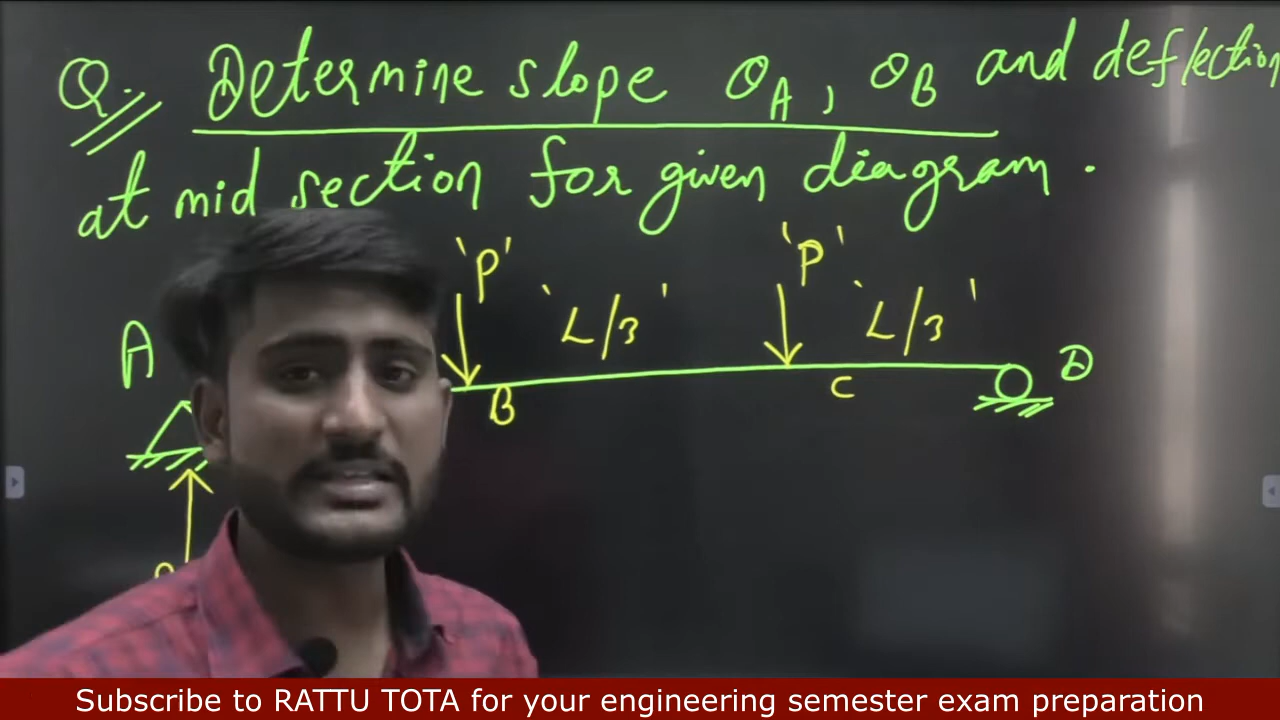 Q. Determine slope θA, θB and deflection
at mid section for given diagram.
'P' 'P'
'L/3' 'L/3'
A
B C D
Subscribe to RATTU TOTA for your engineering semester exam preparation